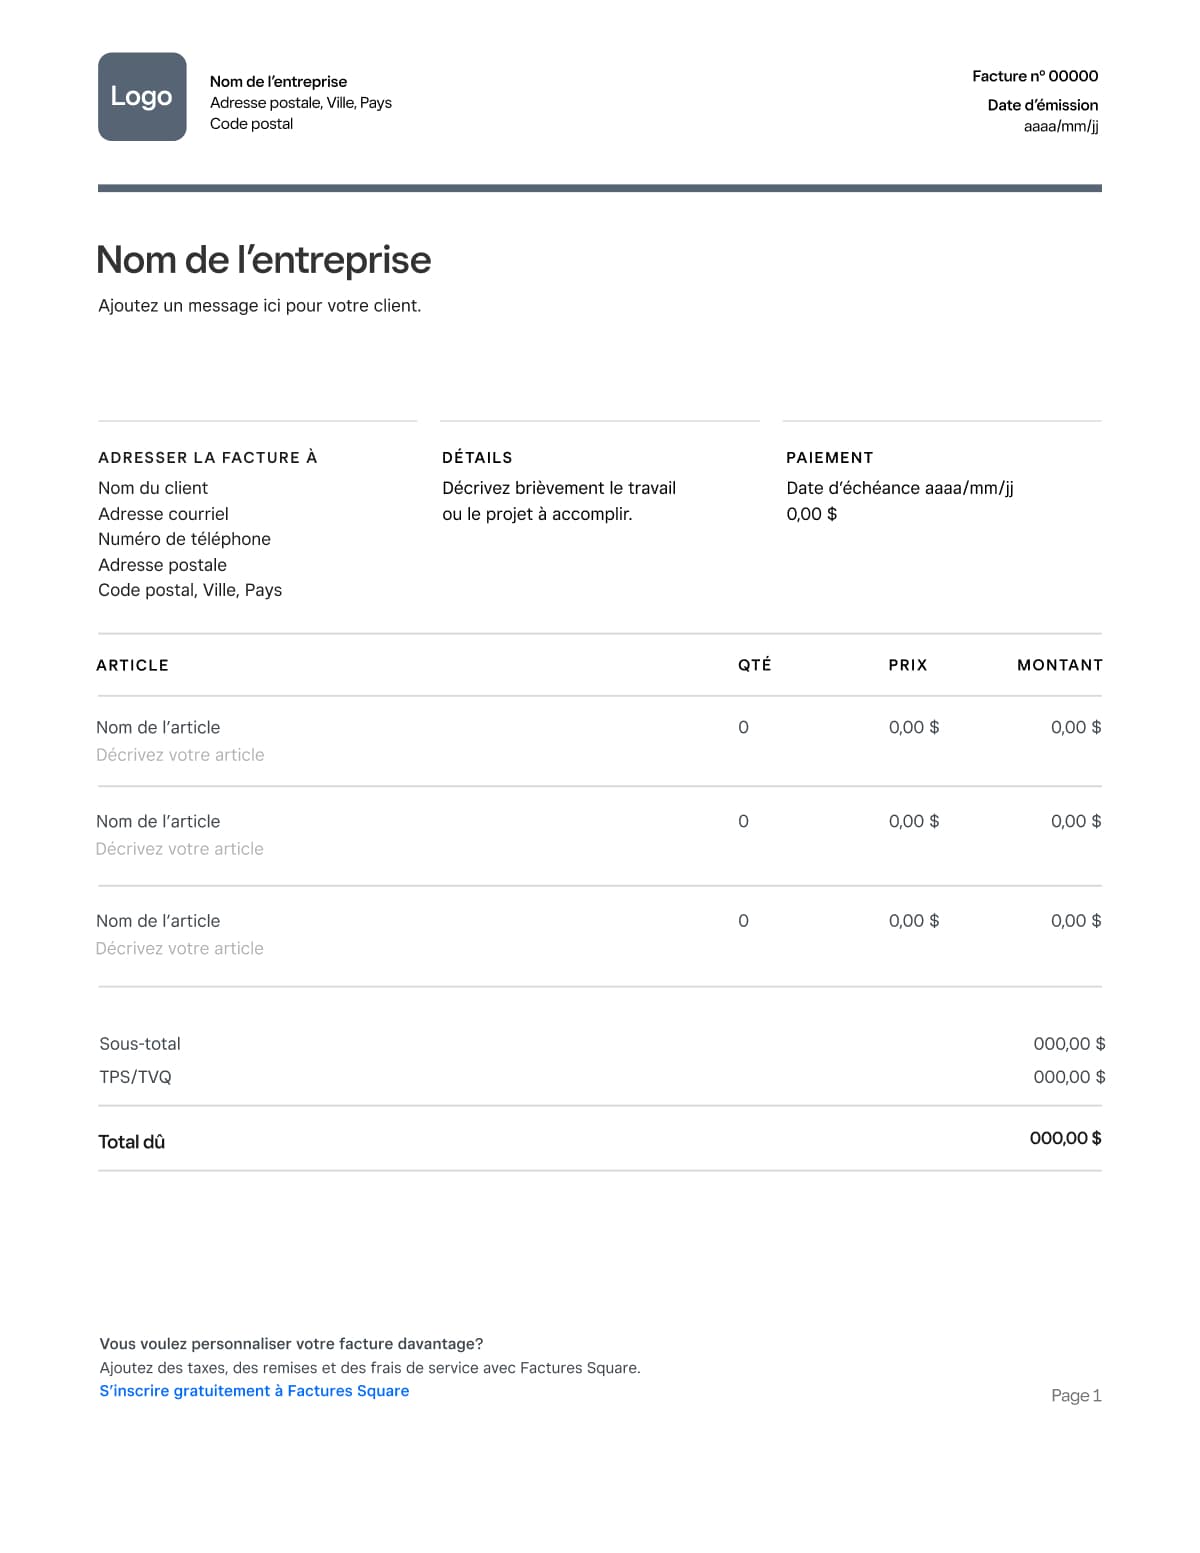 Logo
Nom de l’entreprise
Adresse postale, Ville, Pays
Code postal
Facture nº 00000
Date d’émission
aaaa/mm/jj
Nom de l’entreprise
Ajoutez un message ici pour votre client.
ADRESSER LA FACTURE À
Nom du client
Adresse courriel
Numéro de téléphone
Adresse postale
Code postal, Ville, Pays
DÉTAILS
Décrivez brièvement le travail
ou le projet à accomplir.
PAIEMENT
Date d’échéance aaaa/mm/jj
0,00 $
ARTICLE QTÉ PRIX MONTANT
Nom de l’article 0 0,00 $ 0,00 $
Décrivez votre article
Nom de l’article 0 0,00 $ 0,00 $
Décrivez votre article
Nom de l’article 0 0,00 $ 0,00 $
Décrivez votre article
Sous-total 000,00 $
TPS/TVQ 000,00 $
Total dû 000,00 $
Vous voulez personnaliser votre facture davantage?
Ajoutez des taxes, des remises et des frais de service avec Factures Square.
S’inscrire gratuitement à Factures Square
Page 1